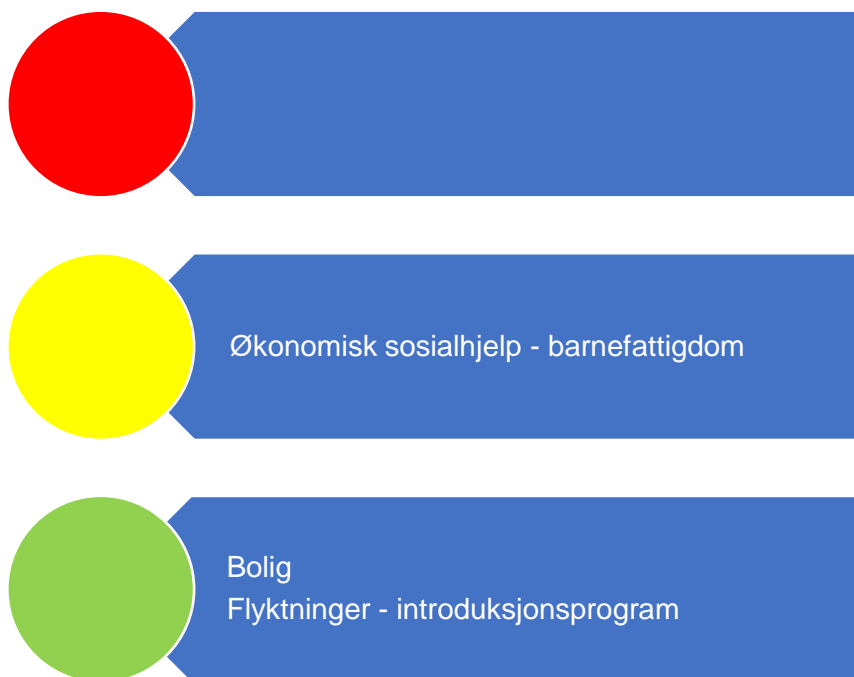 Økonomisk sosialhjelp - barnefattigdom
Bolig
Flyktninger - introduksjonsprogram